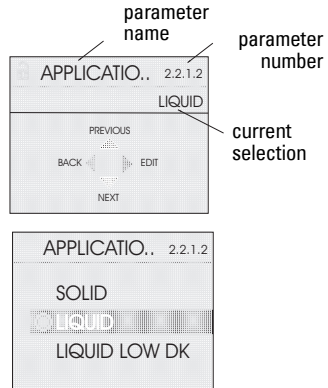 parameter
name
parameter
number
APPLICATIO.. 2.2.1.2
LIQUID
current
selection
PREVIOUS
BACK EDIT
NEXT
APPLICATIO.. 2.2.1.2
SOLID
LIQUID
LIQUID LOW DK